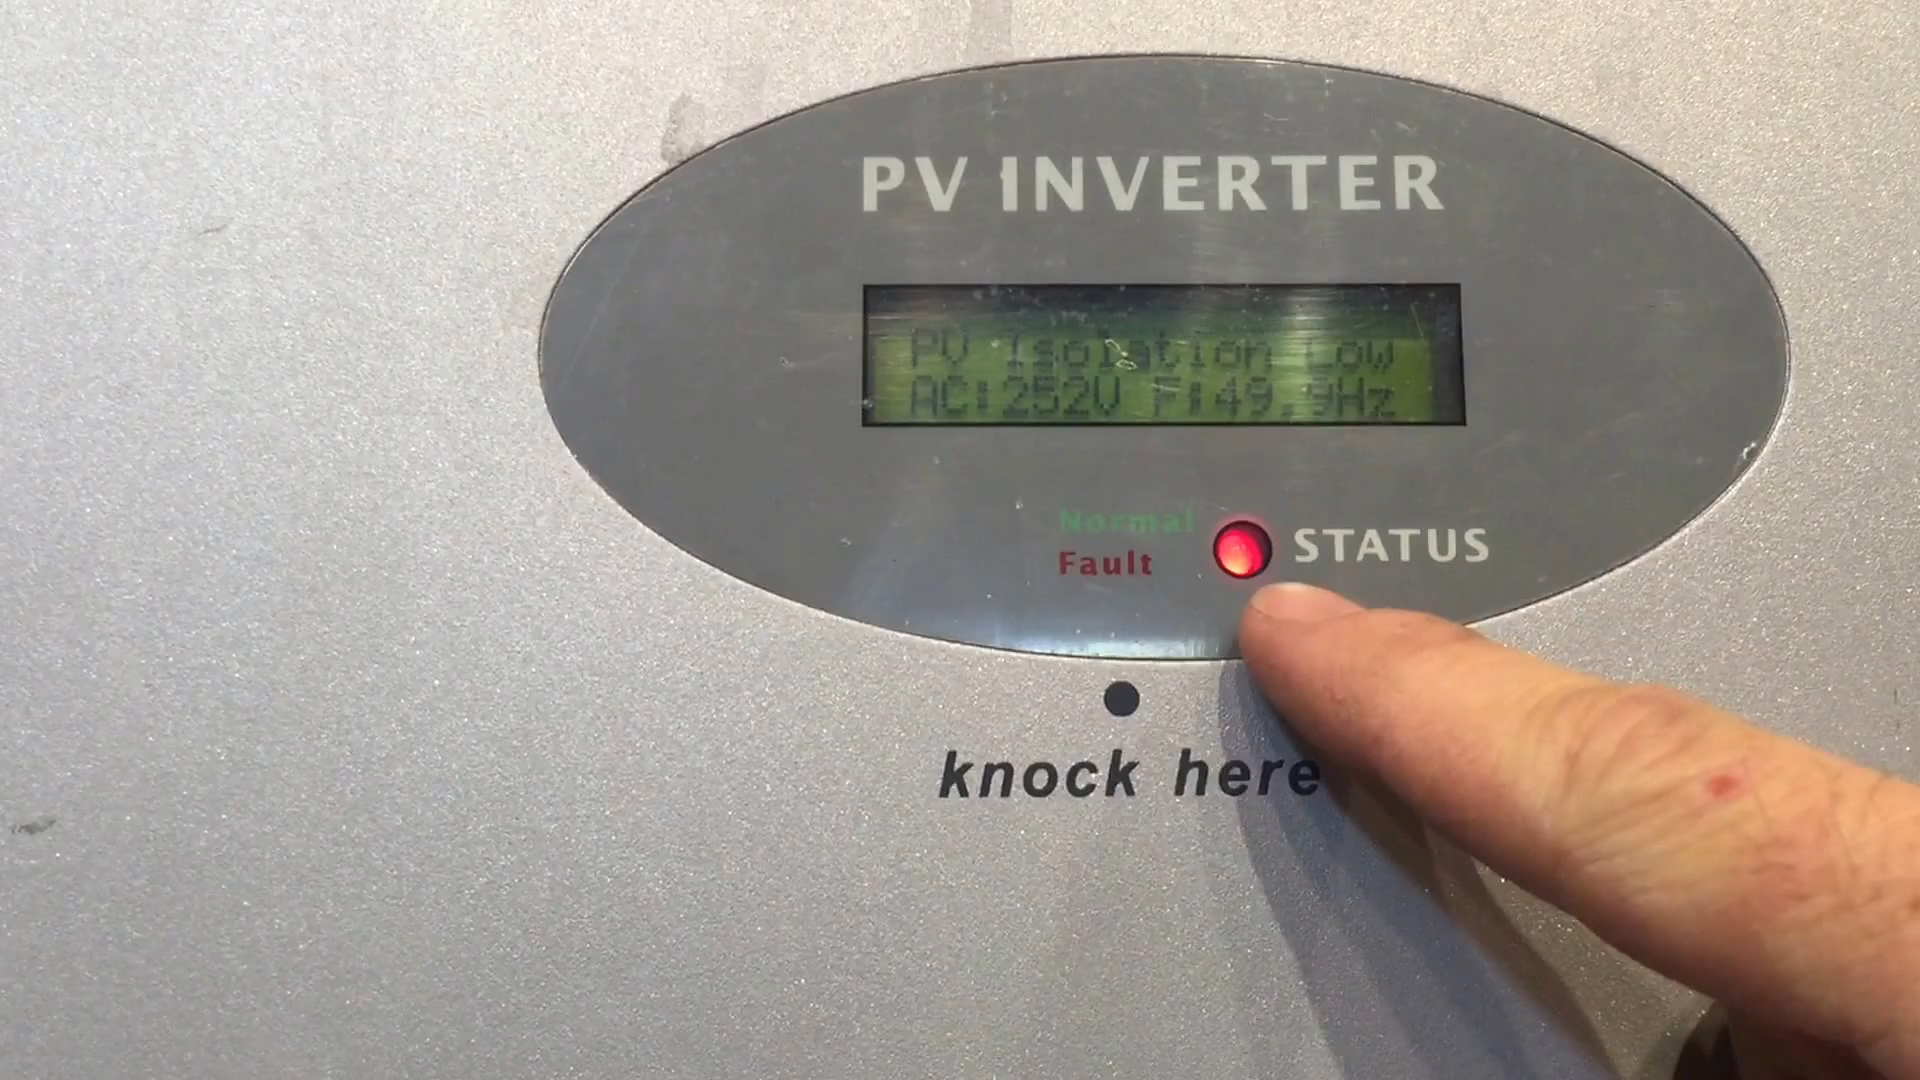 PV INVERTER
PV Isolation Low
AC:252V F:49.9Hz
Normal
Fault
STATUS
knock here